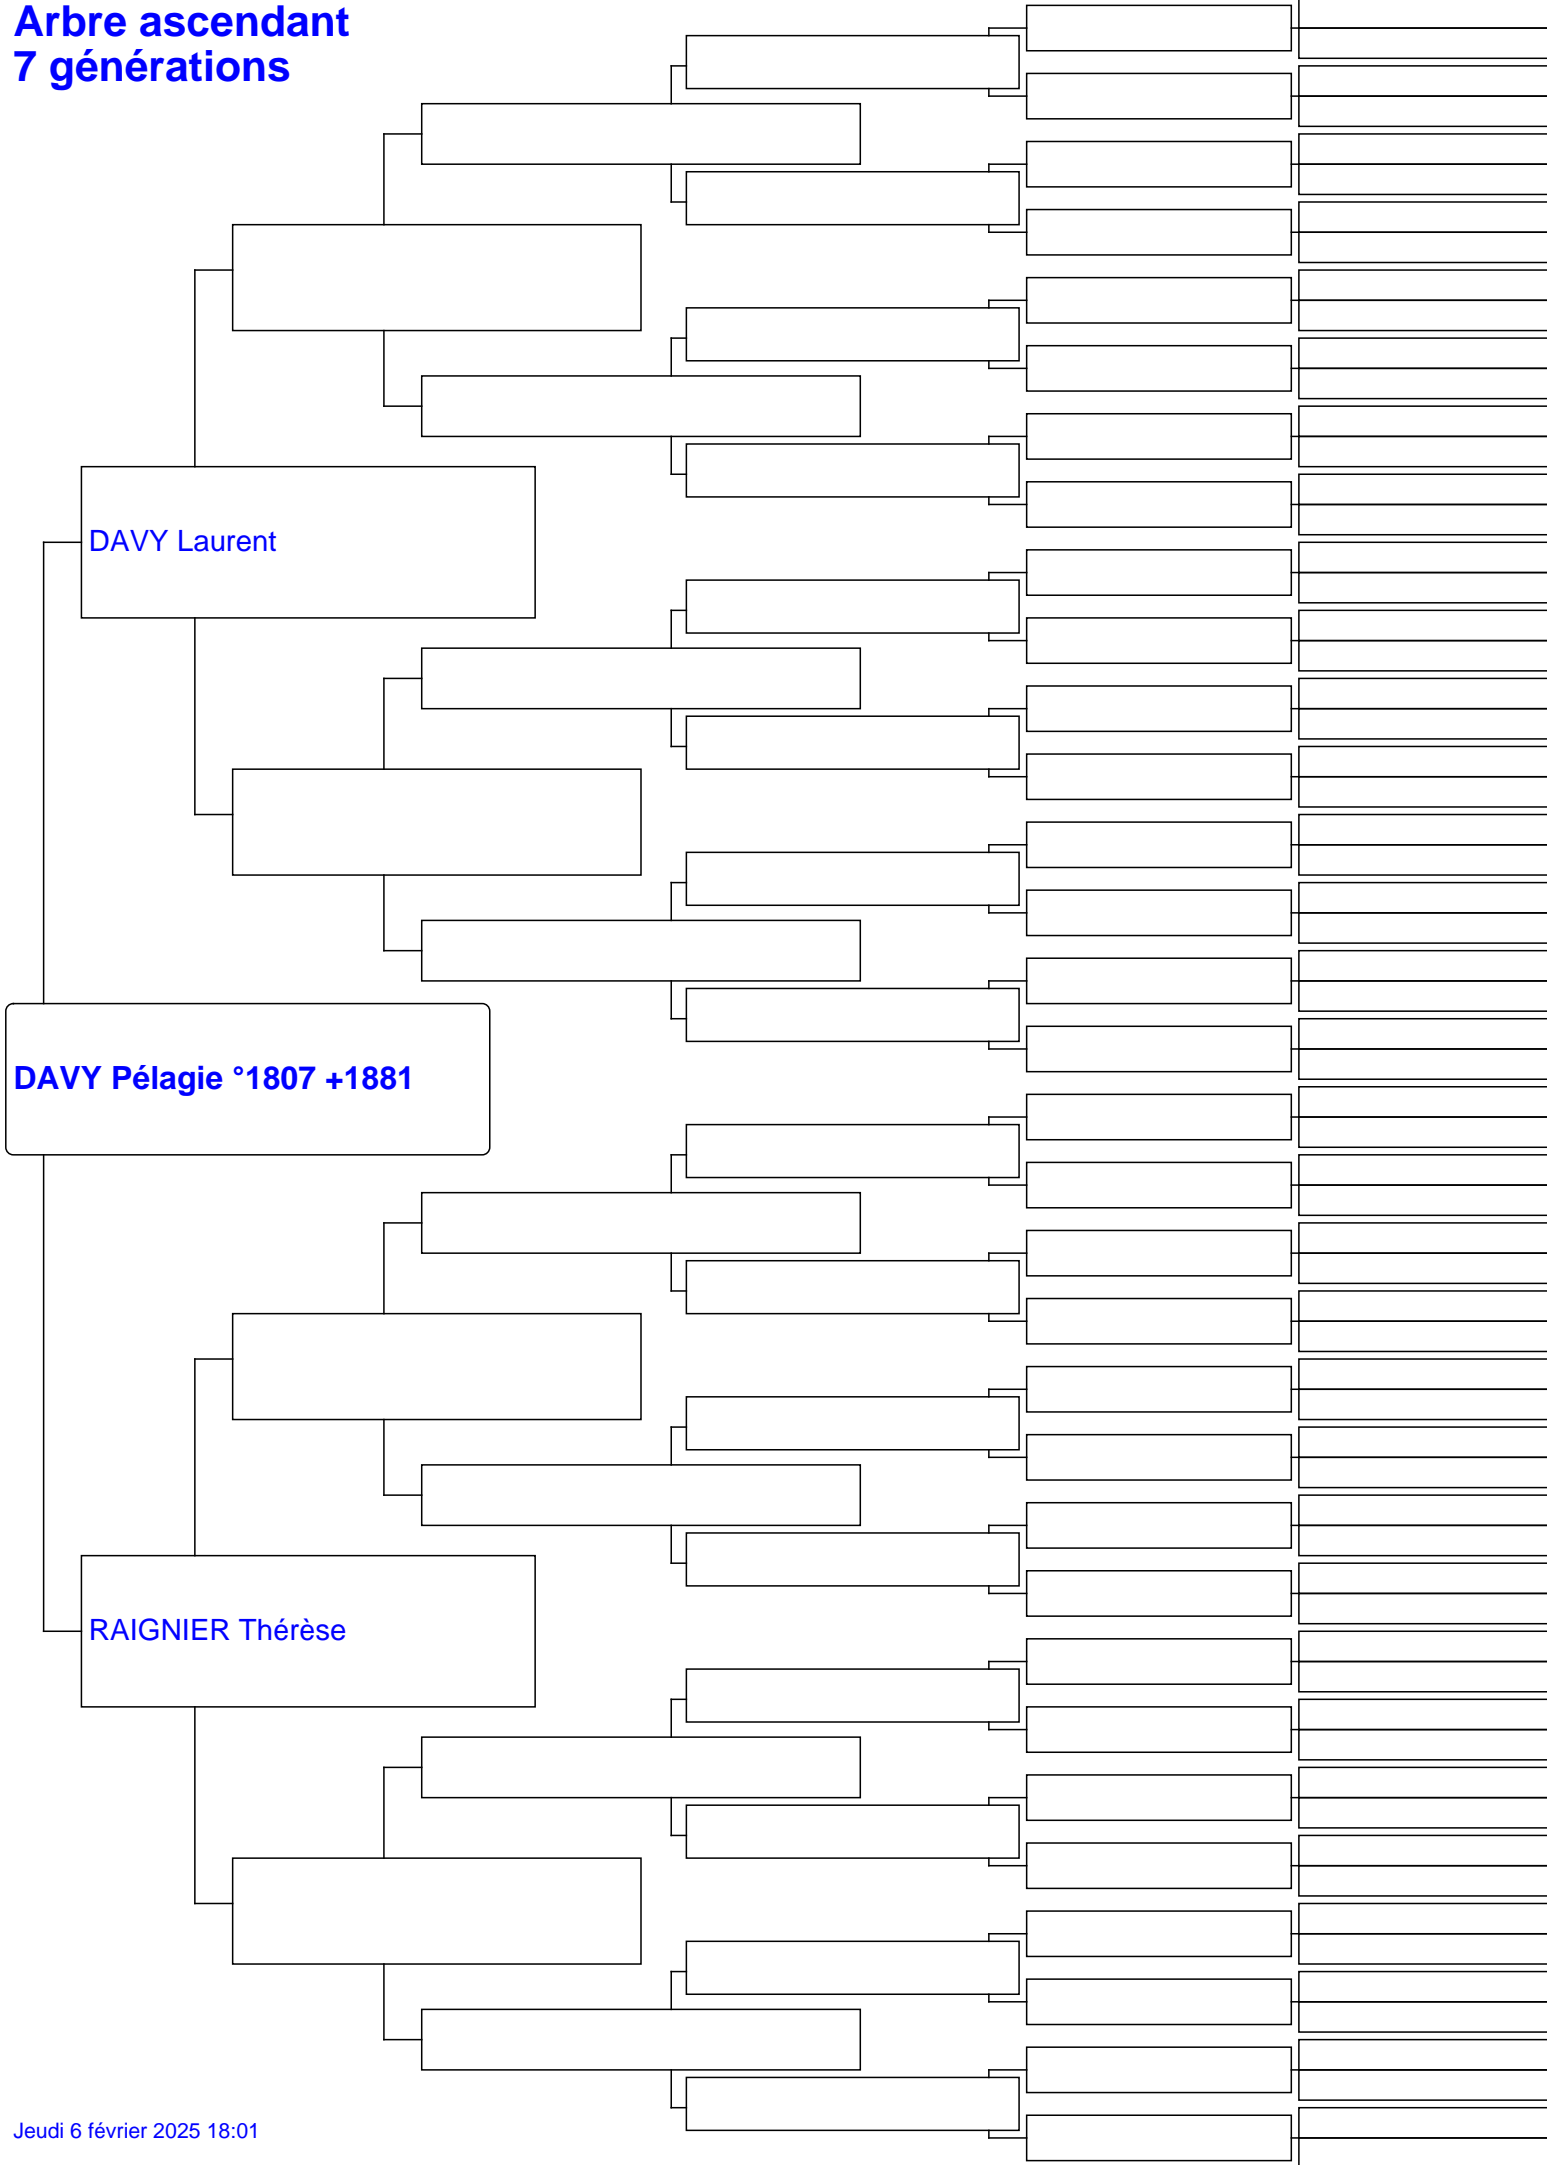 Arbre ascendant
7 générations
DAVY Laurent
DAVY Pélagie °1807 +1881
RAIGNIER Thérèse
Jeudi 6 février 2025 18:01